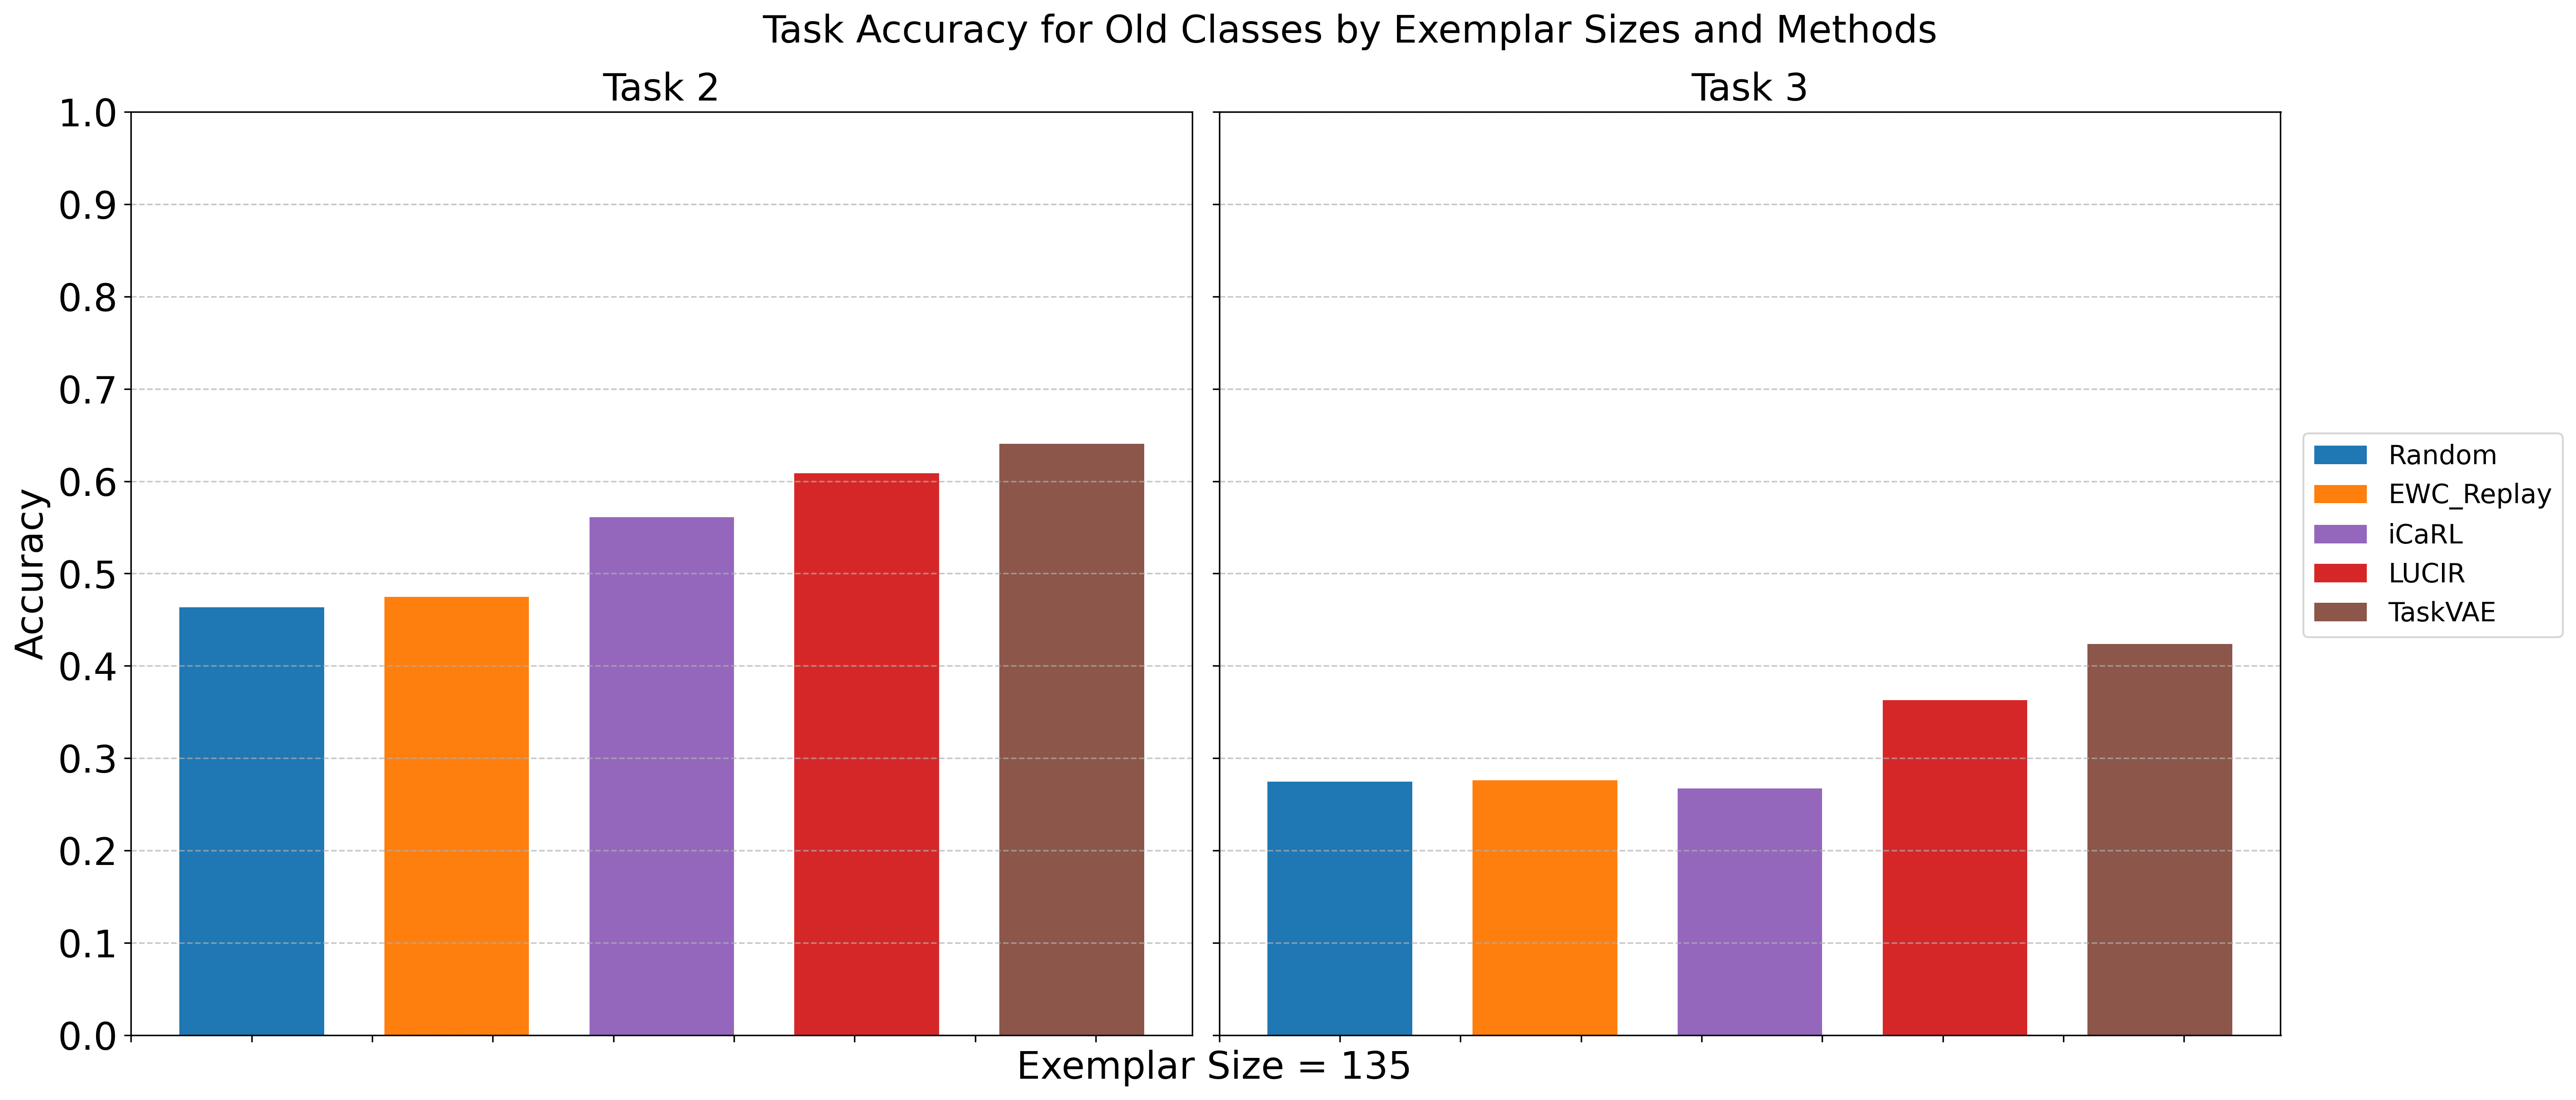 Task Accuracy for Old Classes by Exemplar Sizes and Methods
Task 2
Task 3
1.0
0.9
0.8
0.7
0.6
0.5
0.4
0.3
0.2
0.1
0.0
Accuracy
Exemplar Size = 135
Random
EWC_Replay
iCaRL
LUCIR
TaskVAE